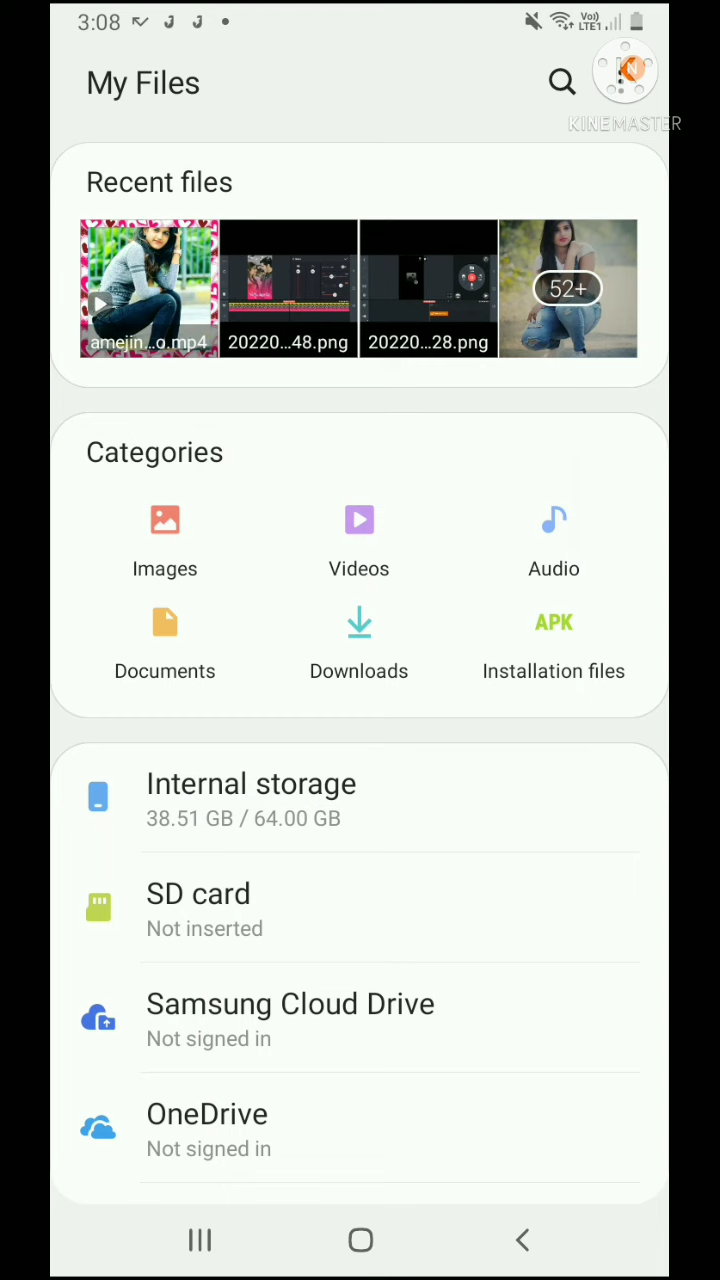 3:08
Vo)) LTE1
My Files
KINEMASTER
Recent files
amejin...o.mp4
20220...48.png
20220...28.png
52+
Categories
Images
Videos
Audio
APK
Documents
Downloads
Installation files
Internal storage
38.51 GB / 64.00 GB
SD card
Not inserted
Samsung Cloud Drive
Not signed in
OneDrive
Not signed in